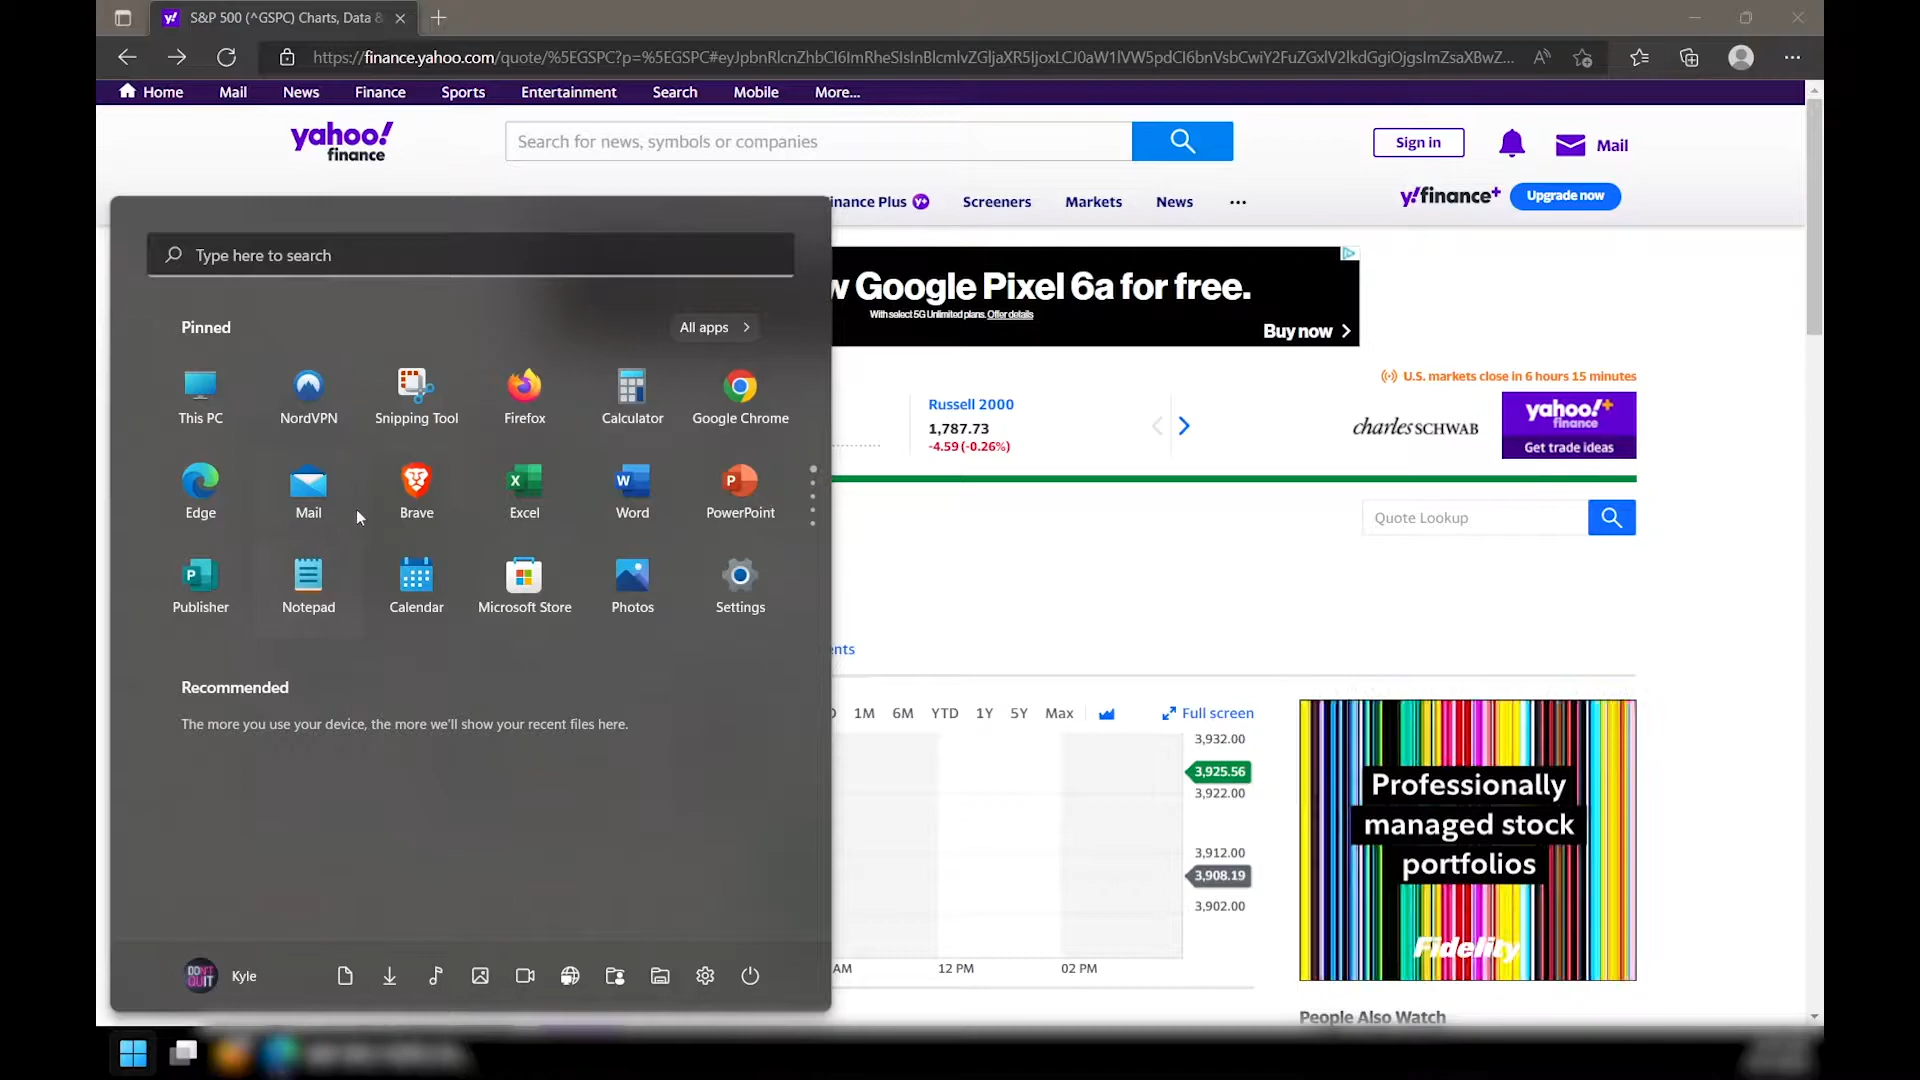 S&P 500 (^GSPC) Charts, Data &
https://finance.yahoo.com/quote/%5EGSPC?p=%5EGSPC#eyJpbnRlcnZhbCI6ImRheSIsInBlcmlvZGljaXR5IjoxLCJ0aW1lVW5pdCI6bnVsbCwiY2FuZGxlV2lkdGgiOjgsImZsaXBwZ...
Home Mail News Finance Sports Entertainment Search Mobile More...
yahoo!
finance
Search for news, symbols or companies
Sign in
Mail
inance Plus Y+ Screeners Markets News ...
y!finance+ Upgrade now
Type here to search
w Google Pixel 6a for free.
With select 5G Unlimited plans. Offer details
Buy now
Pinned
All apps
U.S. markets close in 6 hours 15 minutes
This PC NordVPN Snipping Tool Firefox Calculator Google Chrome
Russell 2000
1,787.73
-4.59 (-0.26%)
charles SCHWAB
yahoo!+
finance
Get trade ideas
Edge Mail Brave Excel Word PowerPoint
Quote Lookup
Publisher Notepad Calendar Microsoft Store Photos Settings
ents
Recommended
The more you use your device, the more we'll show your recent files here.
D 1M 6M YTD 1Y 5Y Max Full screen
3,932.00
3,925.56
3,922.00
3,912.00
3,908.19
3,902.00
AM 12 PM 02 PM
Professionally
managed stock
portfolios
Fidelity
DON'T
QUIT
Kyle
People Also Watch